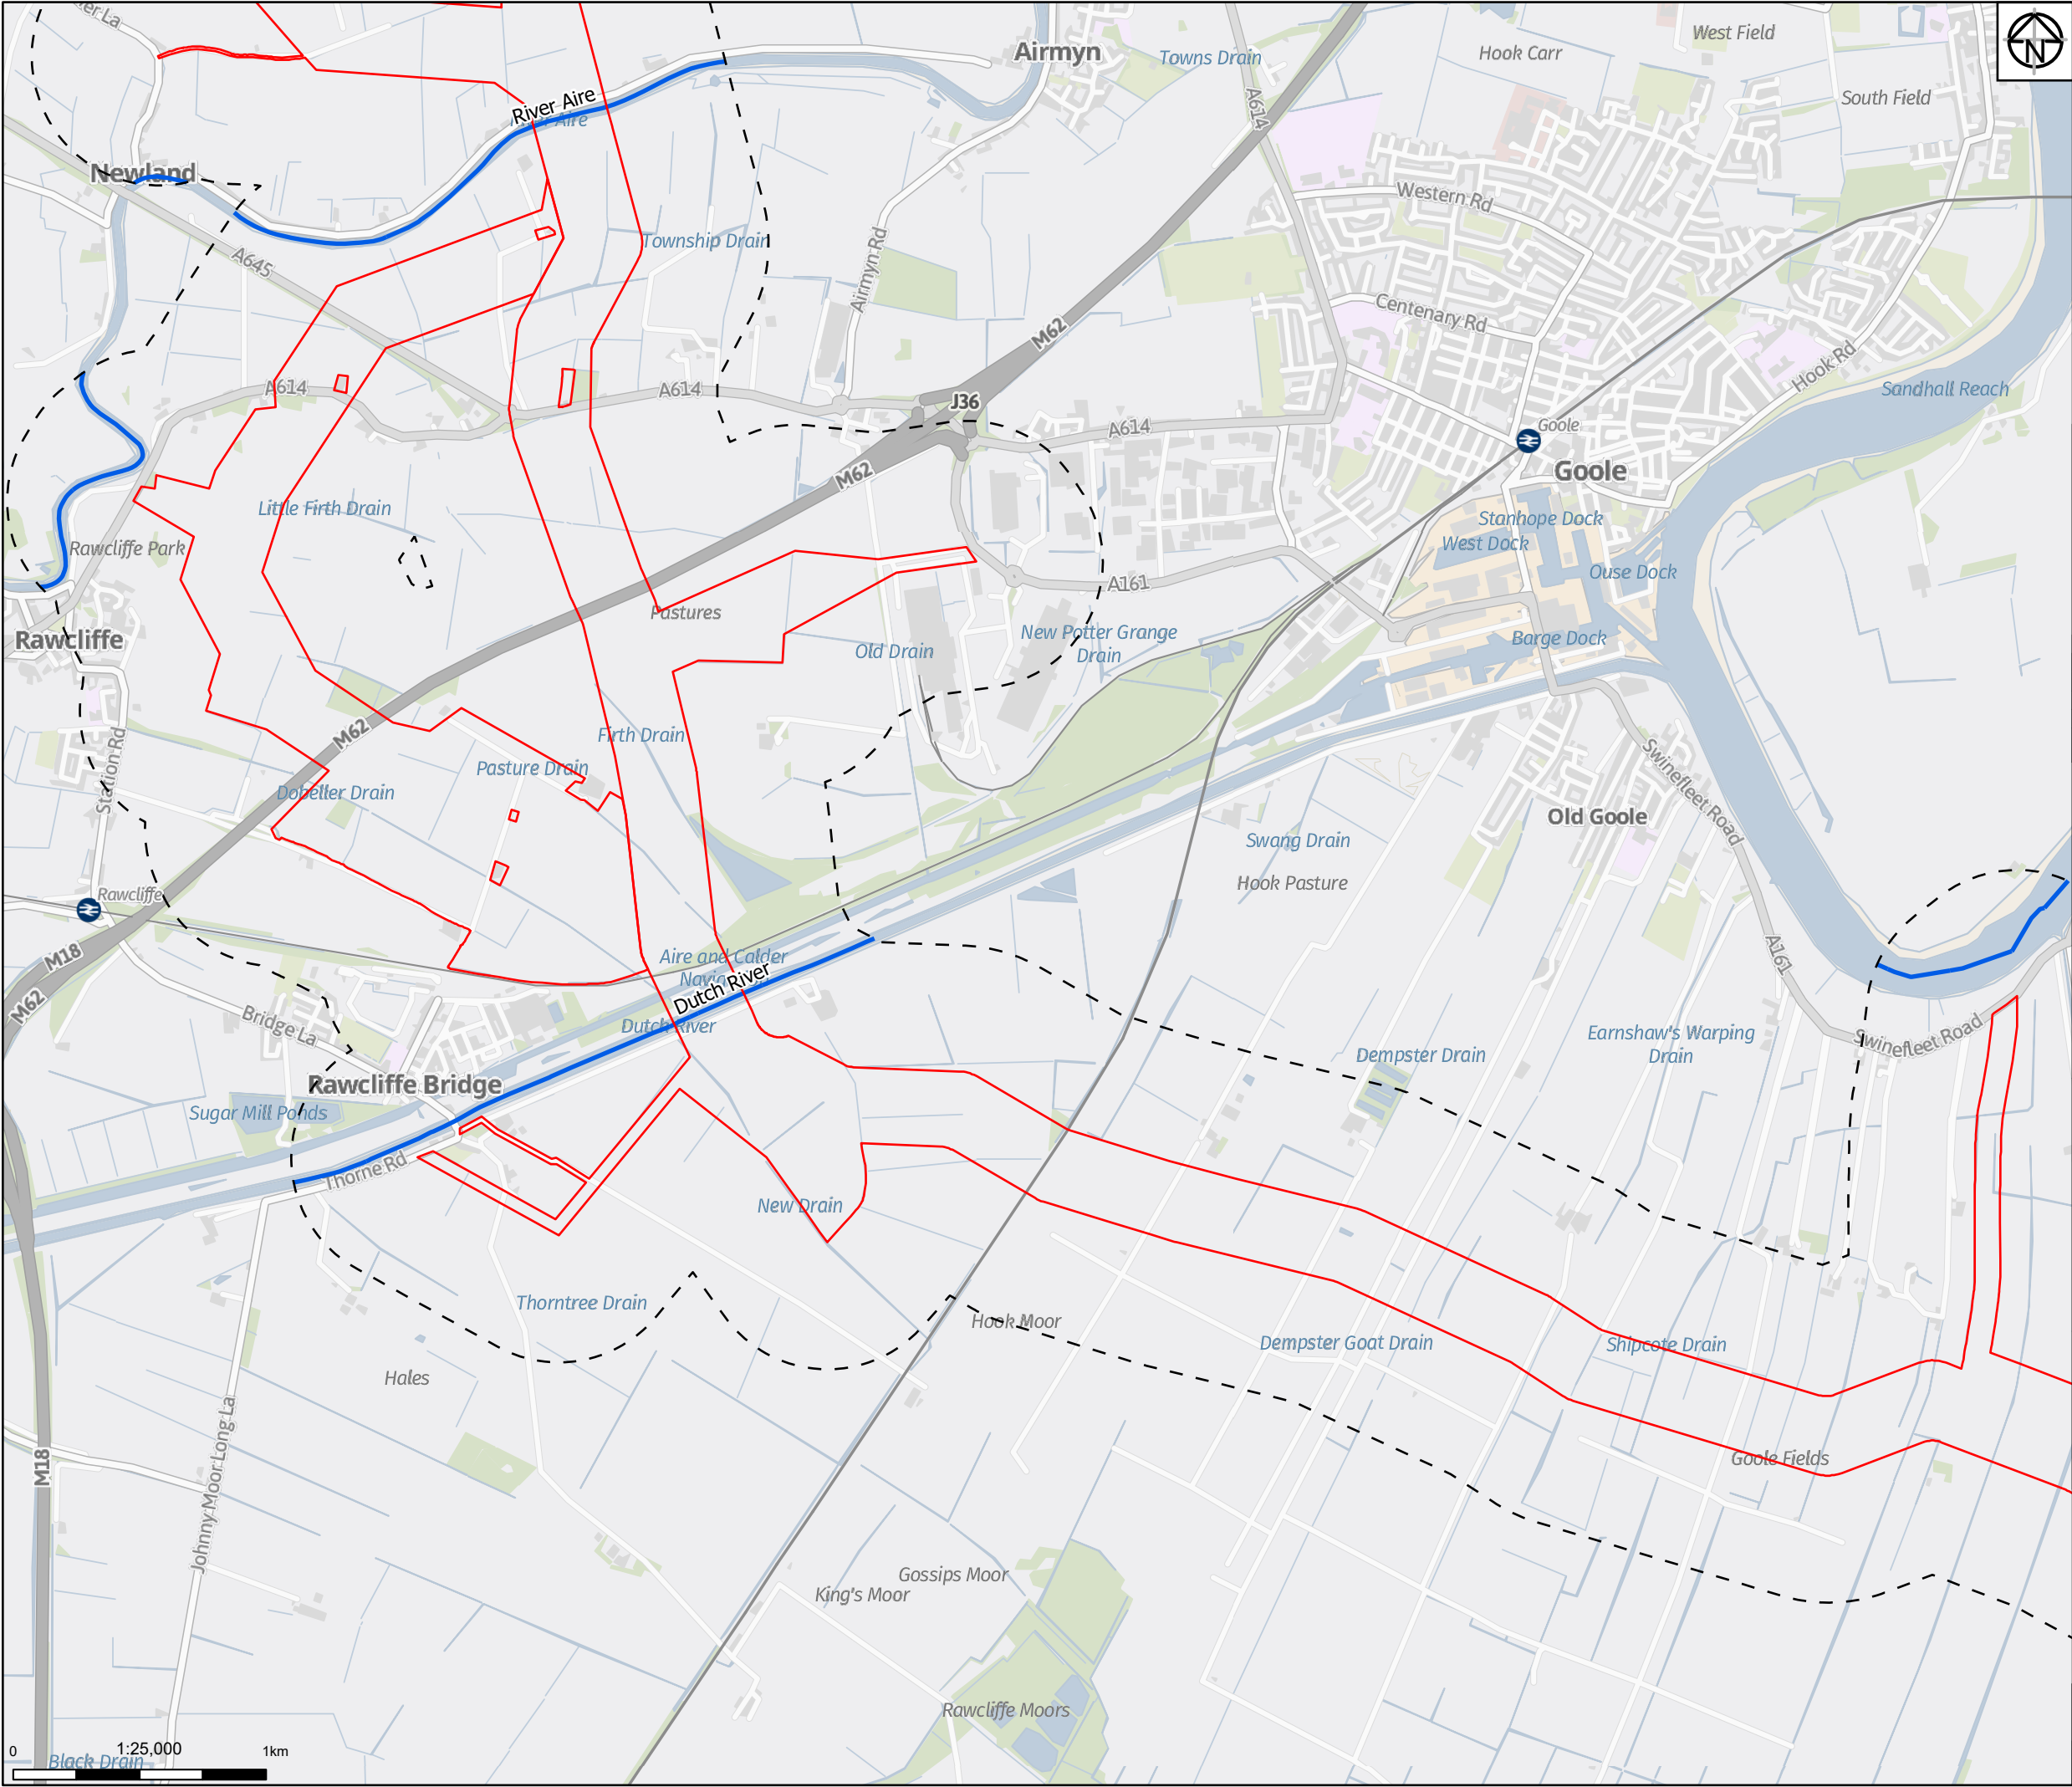 Airmyn
Towns Drain
Hook Carr
West Field
N
South Field
A614
River Aire
Newland
Western Rd
A645
Township Drain
Airmyn Rd
M62
Centenary Rd
Hook Rd
Sandhall Reach
A614
A614
J36
A614
Goole
Goole
M62
Little Firth Drain
Rawcliffe Park
Stanhope Dock
West Dock
Ouse Dock
A161
Pastures
Rawcliffe
Old Drain
New Potter Grange
Drain
Barge Dock
M62
Firth Drain
Pasture Drain
Station Rd
Dobeller Drain
Swinefleet Road
Old Goole
Swang Drain
Hook Pasture
Rawcliffe
M18
M62
Aire and Calder
Dutch River
Dutch River
A161
Bridge La
Earnshaw's Warping
Drain
Swinefleet Road
Dempster Drain
Rawcliffe Bridge
Sugar Mill Ponds
Thorne Rd
New Drain
Thorntree Drain
Hook Moor
Dempster Goat Drain
Shipcote Drain
Hales
M18
Johnny Moor Long La
Goole Fields
Gossips Moor
King's Moor
Rawcliffe Moors
0
1:25,000
1km
Black Drain